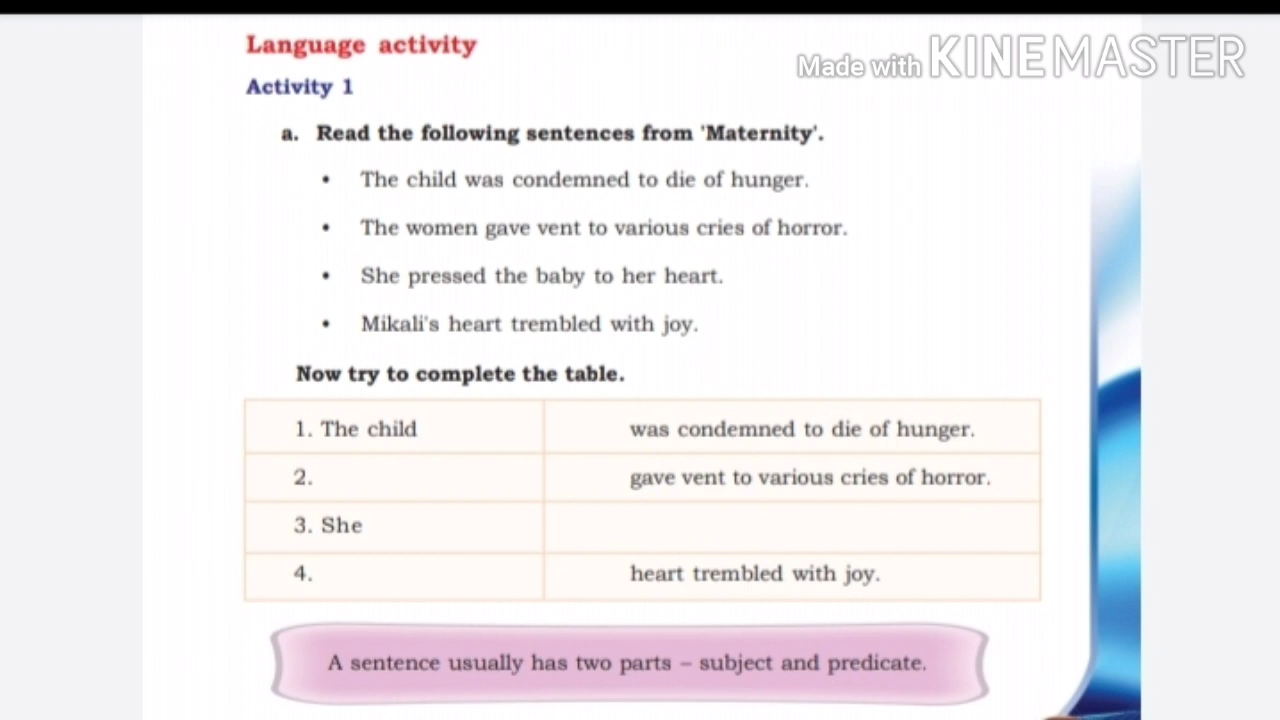 Language activity
Made with KINEMASTER
Activity 1
a. Read the following sentences from 'Maternity'.
• The child was condemned to die of hunger.
• The women gave vent to various cries of horror.
• She pressed the baby to her heart.
• Mikali's heart trembled with joy.
Now try to complete the table.
1. The child was condemned to die of hunger.
2. gave vent to various cries of horror.
3. She
4. heart trembled with joy.
A sentence usually has two parts – subject and predicate.